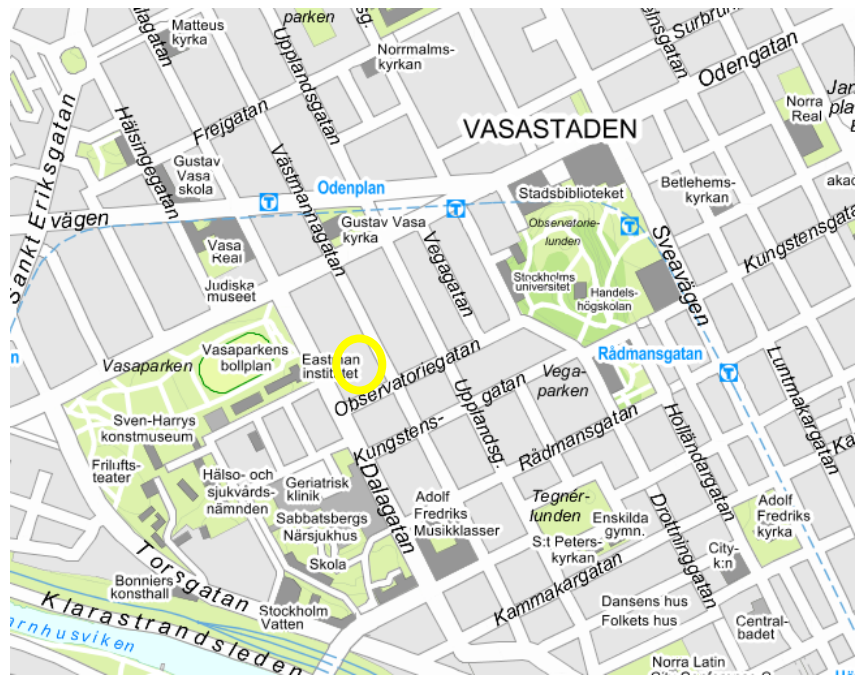 Matteus
kyrka
Upplandsgatan
Norrmalms-
kyrkan
Surbrunn
Odengatan
Norra
Real
Sankt Eriksgatan
Hälsingegatan
Frejgatan
VASASTADEN
Gustav
Vasa
skola
Västmannagatan
Odenplan
Stadsbiblioteket
Betlehems-
kyrkan
vägen
T
T
T
Gustav Vasa
kyrka
Observatorie-
lunden
Vasa
Real
Vegagatan
Sveavägen
Kungstensgata
Judiska
museet
Stockholms
universitet
Handels-
högskolan
Vasaparken
Vasaparkens
bollplan
Eastman
institutet
Observatoriegatan
Rådmansgatan
T
Vega-
parken
Luntmakargatan
Upplandsg.
Sven-Harrys
konstmuseum
Kungstens-
gatan
Rådmansgatan
Holländargatan
Frilufts-
teater
Hälso- och
sjukvårds-
nämnden
Geriatrisk
klinik
Dalagatan
Adolf
Fredriks
Musikklasser
Tegnér-
lunden
Enskilda
gymn.
Drottninggatan
Adolf
Fredriks
kyrka
Sabbatsbergs
Närsjukhus
S:t Peters-
kyrkan
City-
k:n
Skola
Torsgatan
Bonniers
konsthall
Kammakargatan
Dansens hus
Folkets hus
Stockholm
Vatten
Central-
badet
Klarastrandsleden
arnhusviken
Norra Latin